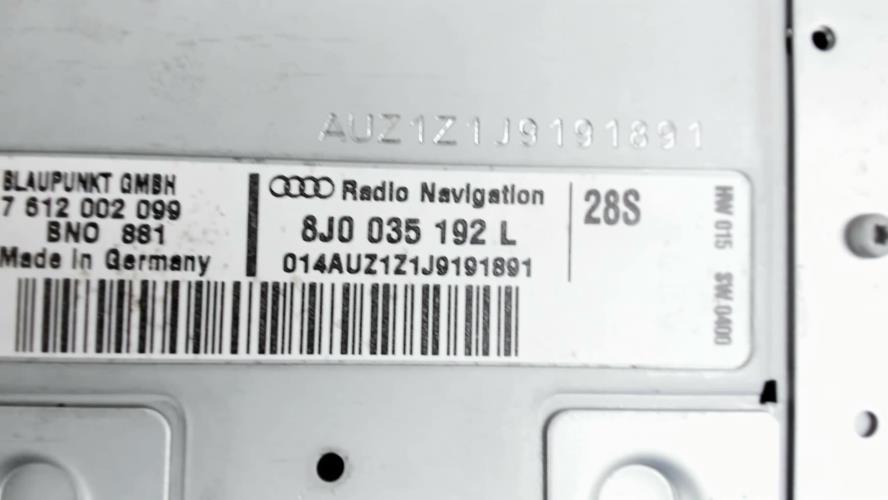 AUZ1Z1J9191891
BLAUPUNKT GMBH
7 612 002 099
BNO 881
Made in Germany
Radio Navigation
8J0 035 192 L
014AUZ1Z1J9191891
28S
HW 015 SW 0400